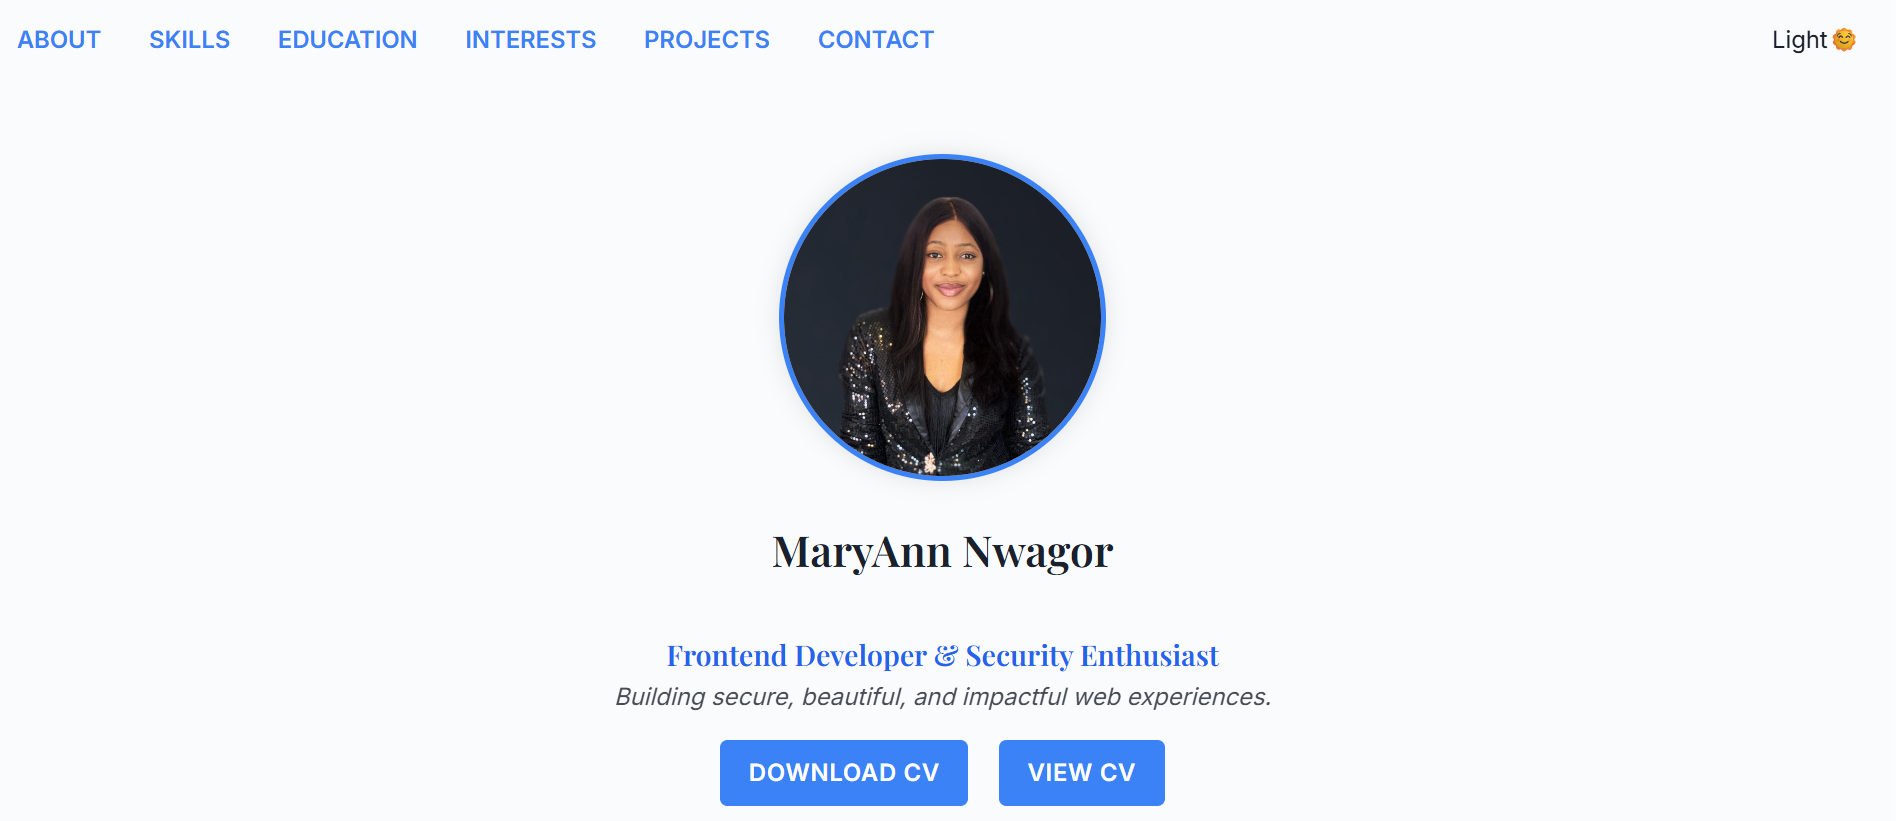 ABOUT SKILLS EDUCATION INTERESTS PROJECTS CONTACT Light
MaryAnn Nwagor
Frontend Developer & Security Enthusiast
Building secure, beautiful, and impactful web experiences.
DOWNLOAD CV VIEW CV